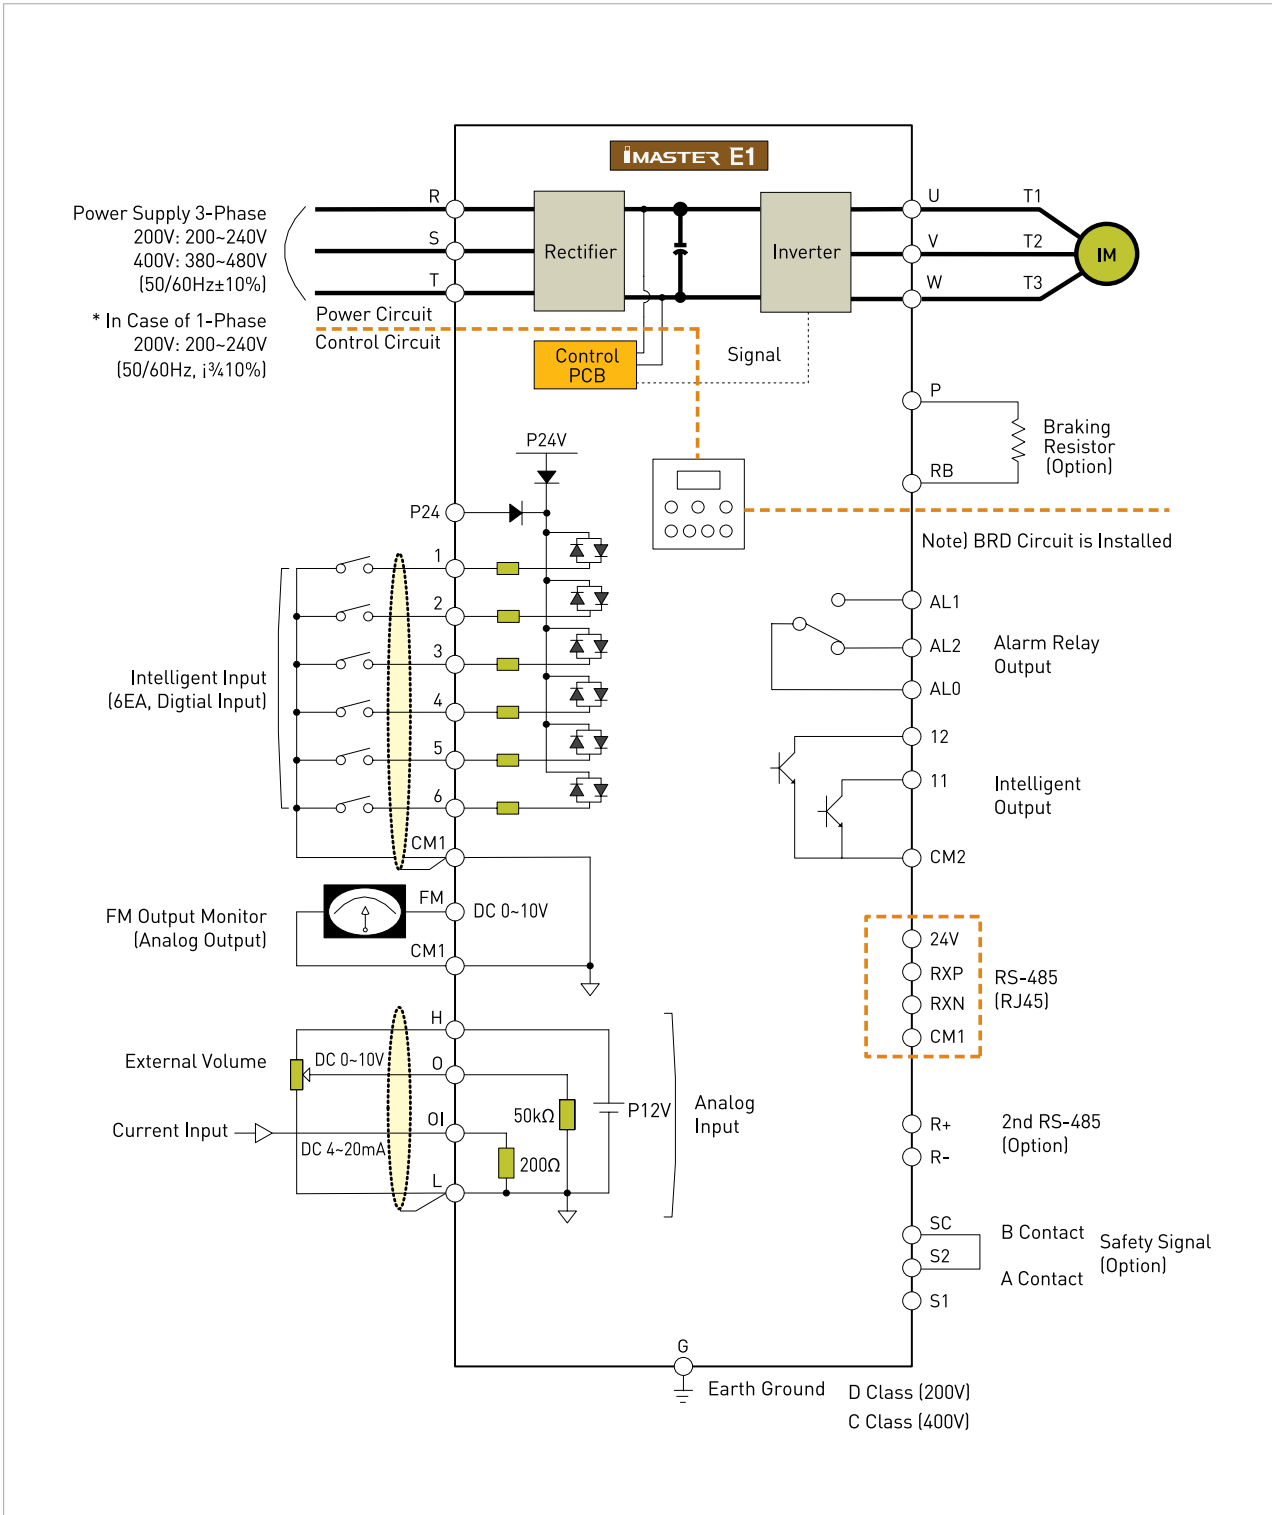 iMASTER E1
Power Supply 3-Phase
200V: 200~240V
400V: 380~480V
(50/60Hz±10%)
* In Case of 1-Phase
200V: 200~240V
(50/60Hz, ¡¾10%)
R
S
T
Rectifier
Inverter
U
V
W
T1
T2
T3
IM
Power Circuit
Control Circuit
Control
PCB
Signal
P
RB
Braking
Resistor
(Option)
Note) BRD Circuit is Installed
P24V
P24
1
2
3
4
5
6
CM1
Intelligent Input
(6EA, Digtial Input)
AL1
AL2
AL0
Alarm Relay
Output
12
11
CM2
Intelligent
Output
FM Output Monitor
(Analog Output)
FM
DC 0~10V
CM1
24V
RXP
RXN
CM1
RS-485
(RJ45)
External Volume
Current Input
DC 0~10V
DC 4~20mA
H
O
OI
L
50kΩ
200Ω
P12V
Analog
Input
R+
R-
2nd RS-485
(Option)
SC
S2
S1
B Contact
A Contact
Safety Signal
(Option)
G
Earth Ground
D Class (200V)
C Class (400V)